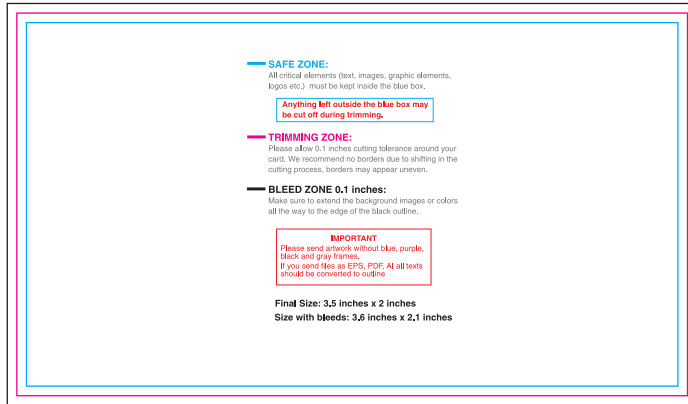 SAFE ZONE:
All critical elements (text, images, graphic elements,
logos etc.) must be kept inside the blue box.
Anything left outside the blue box may
be cut off during trimming.
TRIMMING ZONE:
Please allow 0.1 inches cutting tolerance around your
card. We recommend no borders due to shifting in the
cutting process, borders may appear uneven.
BLEED ZONE 0.1 inches:
Make sure to extend the background images or colors
all the way to the edge of the black outline.
IMPORTANT
Please send artwork without blue, purple,
black and gray frames.
If you send files as EPS, PDF, AI, all texts
should be converted to outline
Final Size: 3.5 inches x 2 inches
Size with bleeds: 3.6 inches x 2.1 inches